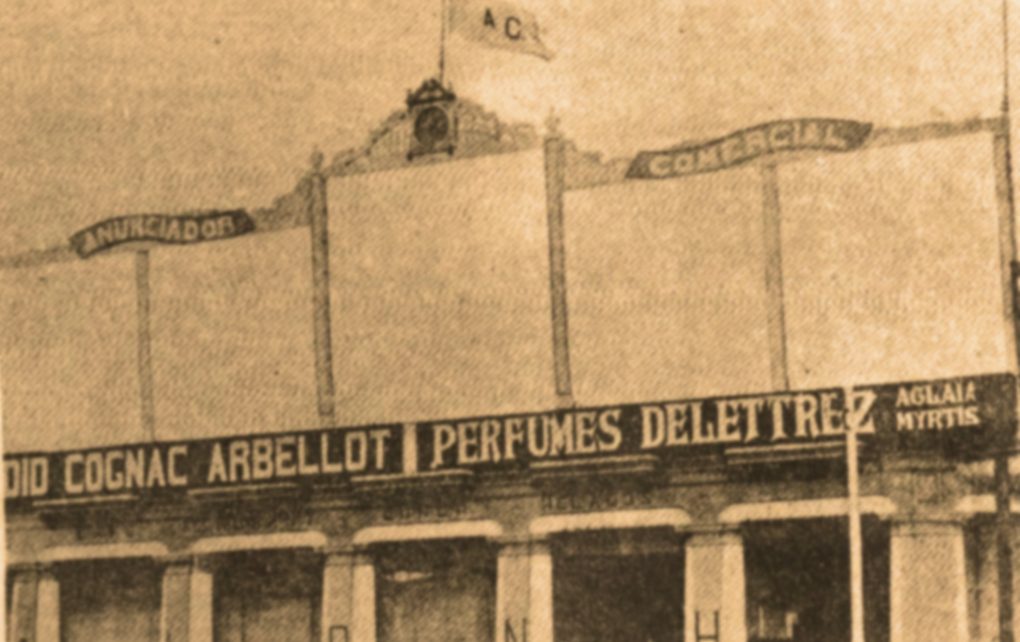 A.C.
ANUNCIADOR
COMERCIAL
COGNAC ARBELLOT
PERFUMES DELETTREZ
AGLAIA
MYRTIS
N
H